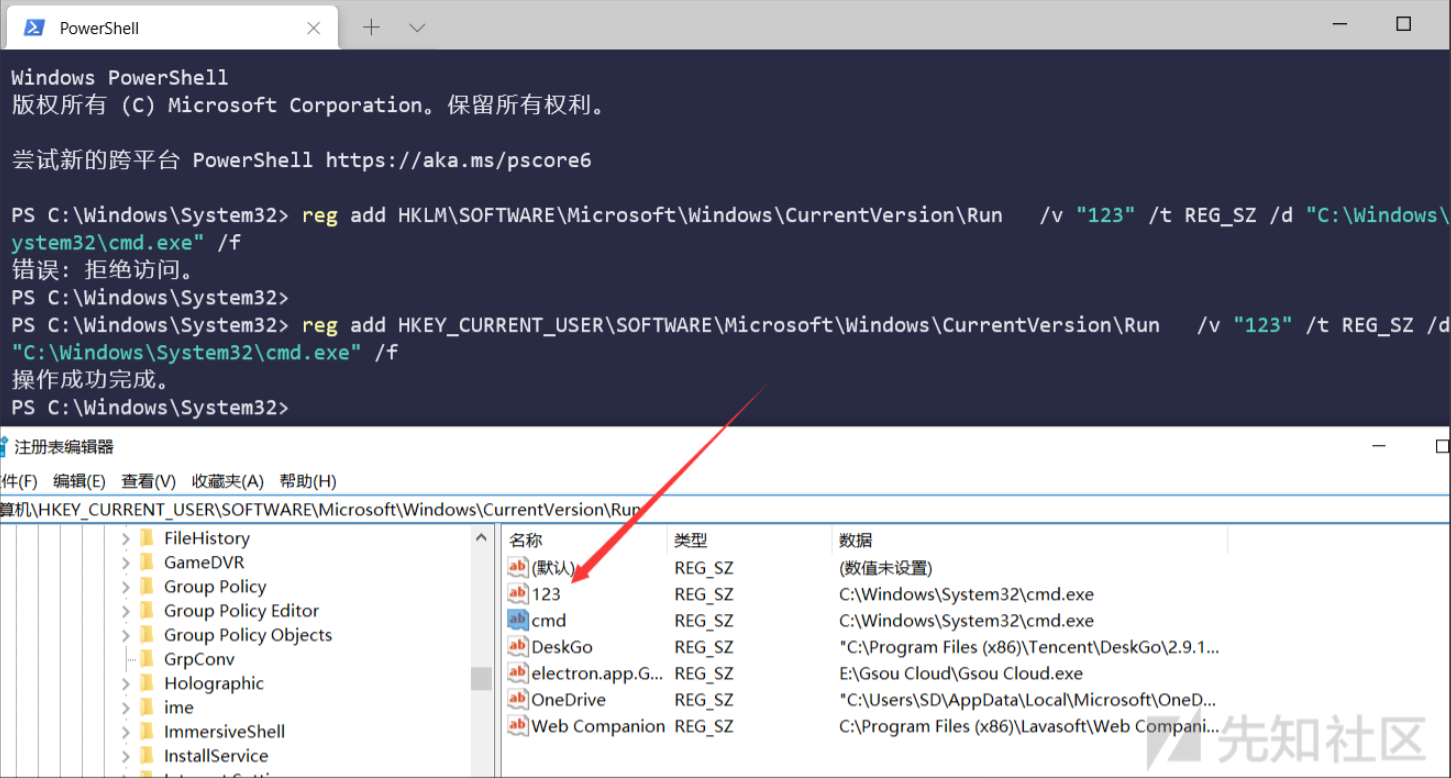 PowerShell
Windows PowerShell
版权所有 (C) Microsoft Corporation。保留所有权利。
尝试新的跨平台 PowerShell https://aka.ms/pscore6
PS C:\Windows\System32> reg add HKLM\SOFTWARE\Microsoft\Windows\CurrentVersion\Run   /v "123" /t REG_SZ /d "C:\Windows\
ystem32\cmd.exe" /f
错误: 拒绝访问。
PS C:\Windows\System32>
PS C:\Windows\System32> reg add HKEY_CURRENT_USER\SOFTWARE\Microsoft\Windows\CurrentVersion\Run   /v "123" /t REG_SZ /d
"C:\Windows\System32\cmd.exe" /f
操作成功完成。
PS C:\Windows\System32>
注册表编辑器
件(F) 编辑(E) 查看(V) 收藏夹(A) 帮助(H)
算机\HKEY_CURRENT_USER\SOFTWARE\Microsoft\Windows\CurrentVersion\Run
FileHistory
GameDVR
Group Policy
Group Policy Editor
Group Policy Objects
GrpConv
Holographic
ime
ImmersiveShell
InstallService
名称 类型 数据
(默认) REG_SZ (数值未设置)
123 REG_SZ C:\Windows\System32\cmd.exe
cmd REG_SZ C:\Windows\System32\cmd.exe
DeskGo REG_SZ "C:\Program Files (x86)\Tencent\DeskGo\2.9.1...
electron.app.G... REG_SZ E:\Gsou Cloud\Gsou Cloud.exe
OneDrive REG_SZ "C:\Users\SD\AppData\Local\Microsoft\OneD...
Web Companion REG_SZ C:\Program Files (x86)\Lavasoft\Web Compani...
先知社区